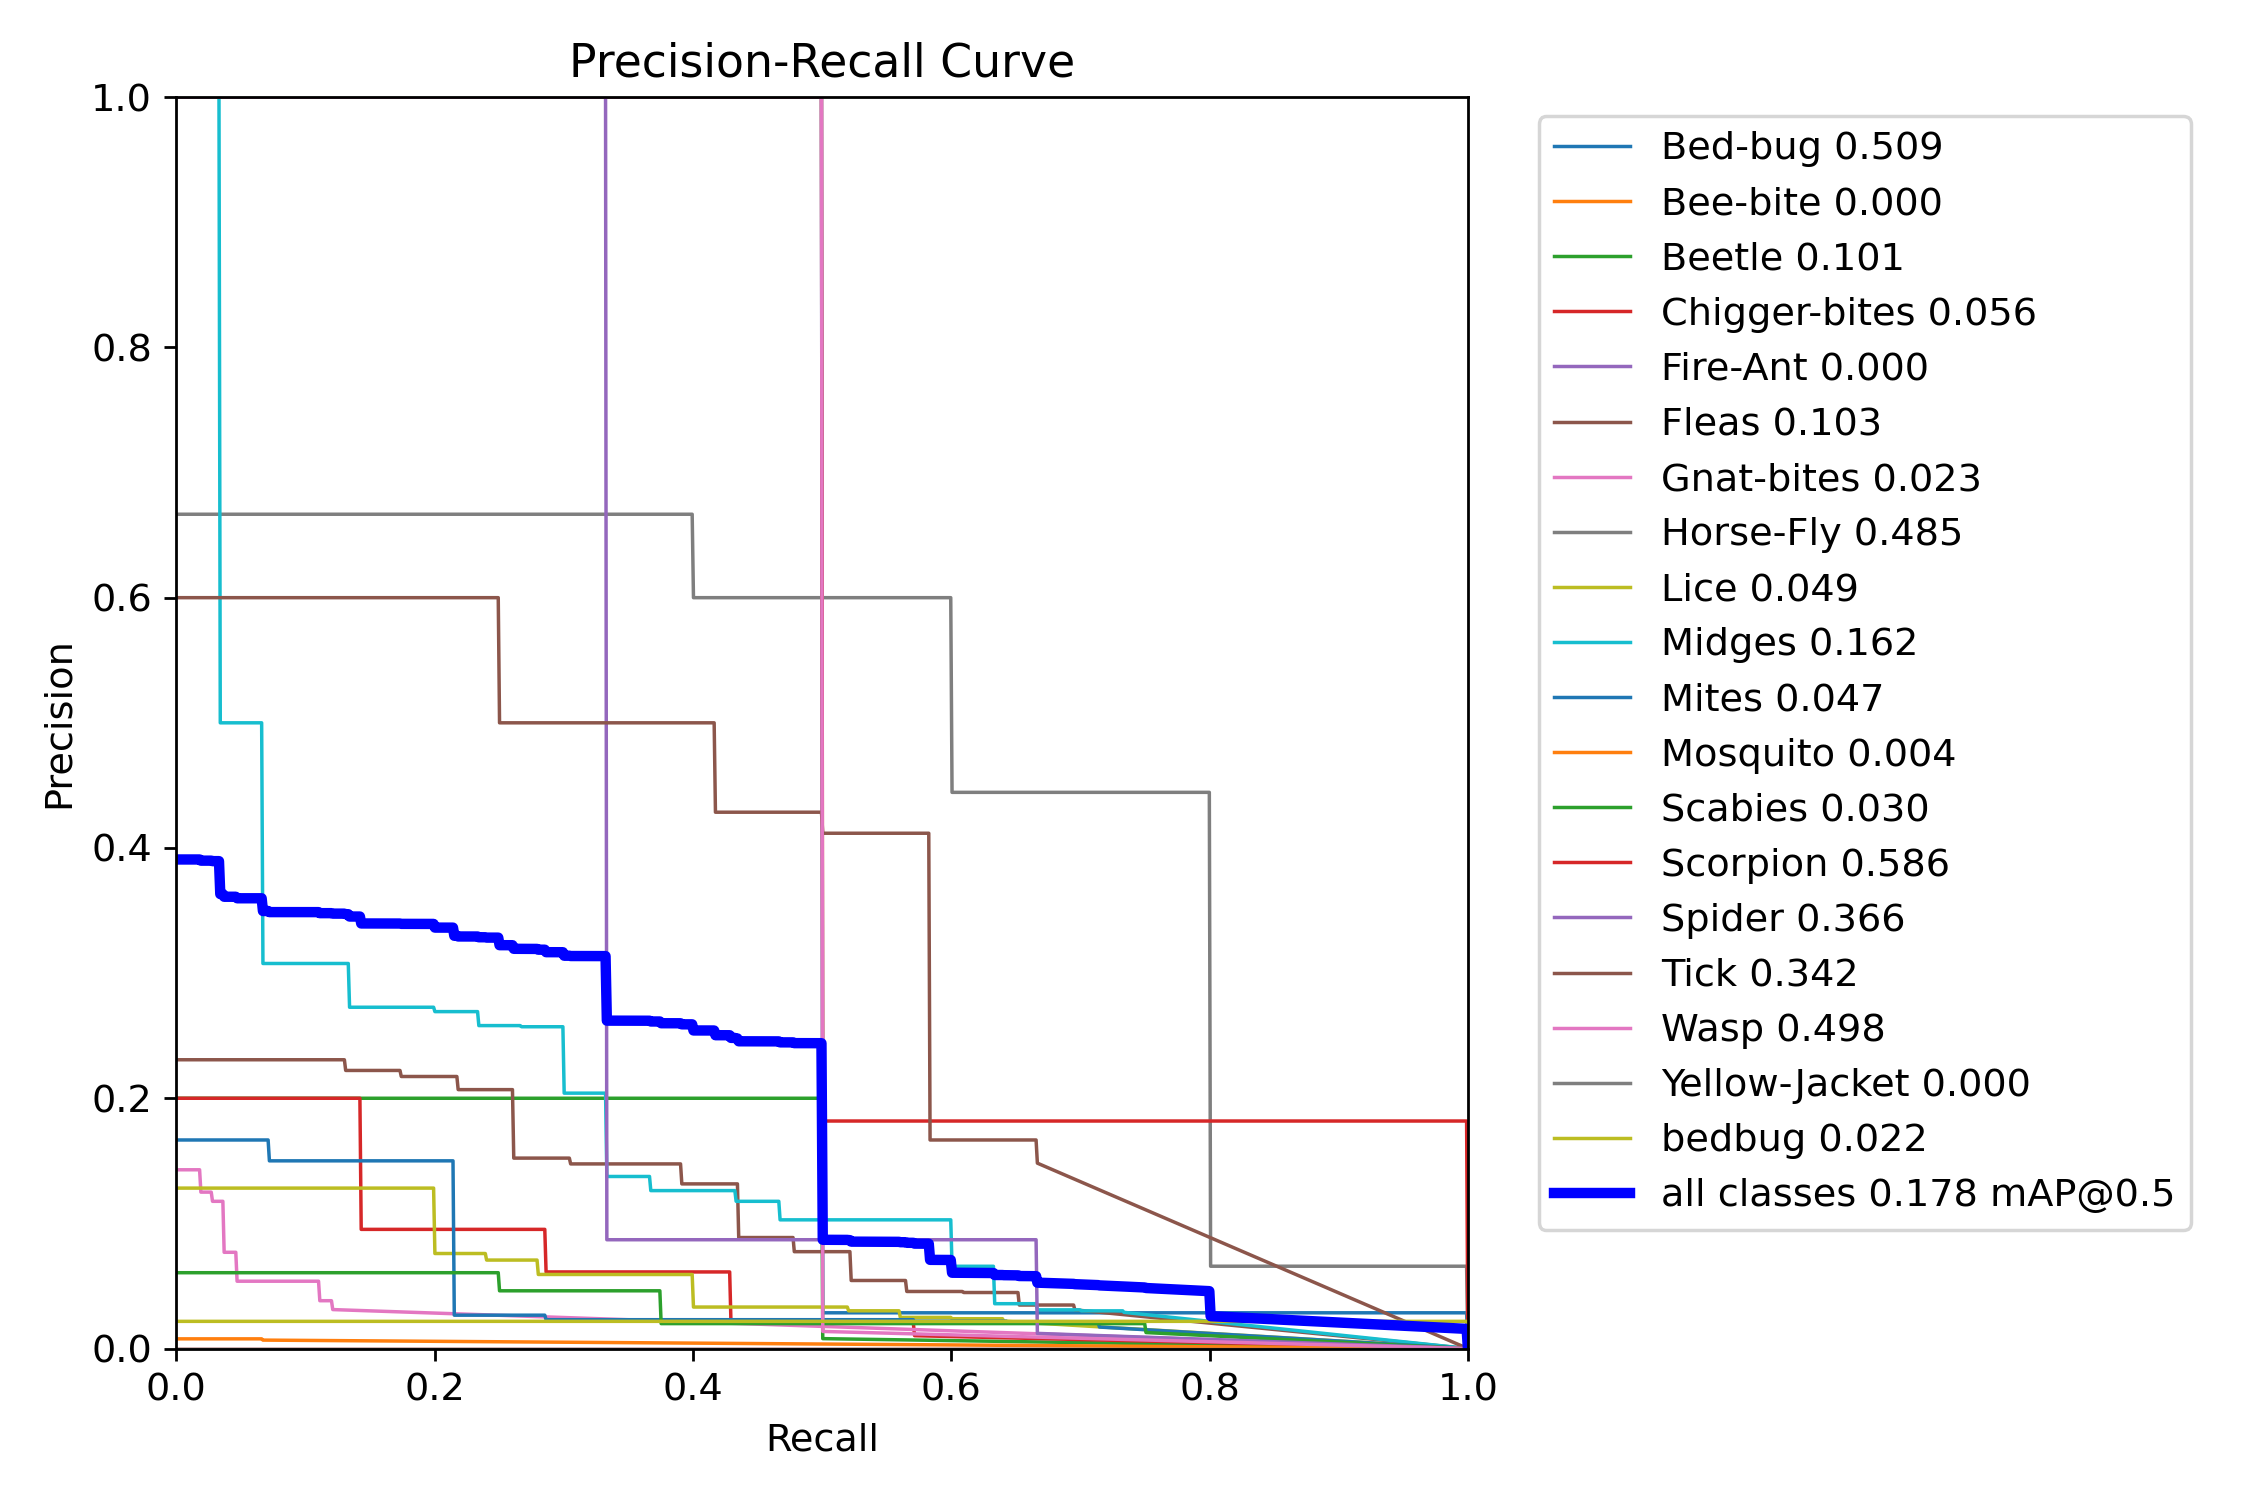 Precision-Recall Curve
1.0
0.8
0.6
0.4
0.2
0.0
Precision
0.0 0.2 0.4 0.6 0.8 1.0
Recall
Bed-bug 0.509
Bee-bite 0.000
Beetle 0.101
Chigger-bites 0.056
Fire-Ant 0.000
Fleas 0.103
Gnat-bites 0.023
Horse-Fly 0.485
Lice 0.049
Midges 0.162
Mites 0.047
Mosquito 0.004
Scabies 0.030
Scorpion 0.586
Spider 0.366
Tick 0.342
Wasp 0.498
Yellow-Jacket 0.000
bedbug 0.022
all classes 0.178 mAP@0.5